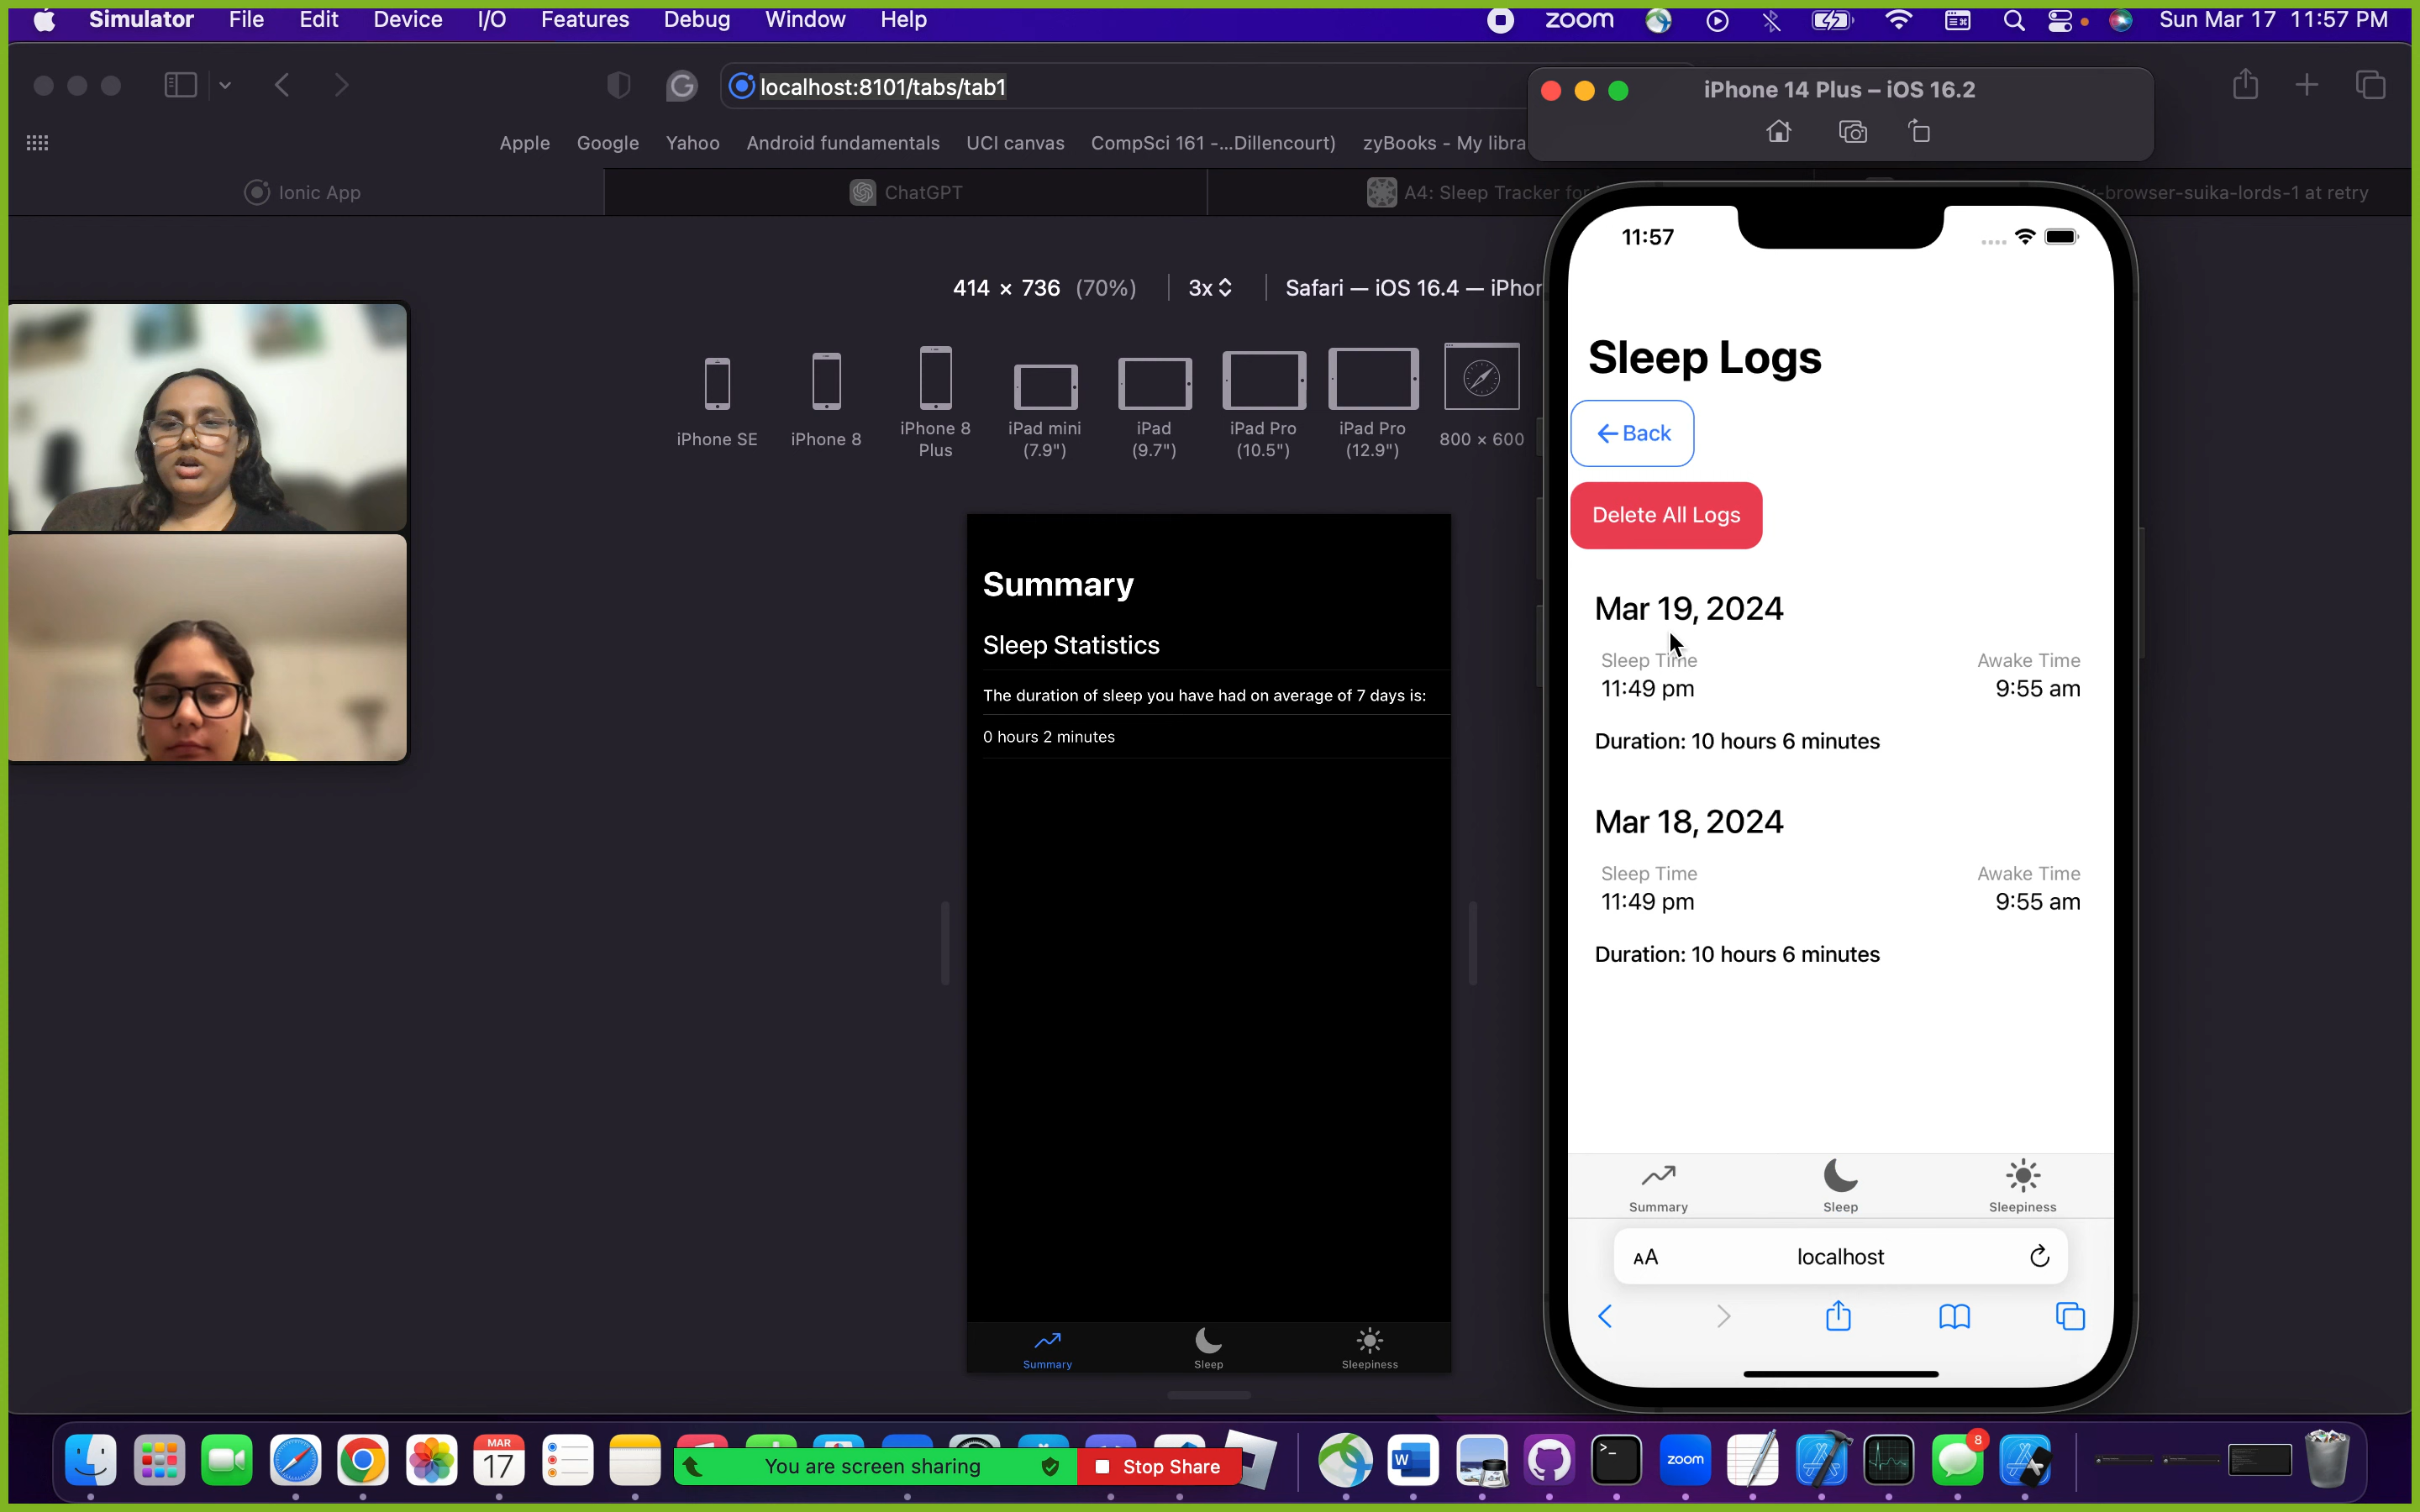 Simulator File Edit Device I/O Features Debug Window Help zoom Sun Mar 17 11:57 PM
localhost:8101/tabs/tab1
iPhone 14 Plus – iOS 16.2
Apple Google Yahoo Android fundamentals UCI canvas CompSci 161 -...Dillencourt) zyBooks - My libra
Ionic App ChatGPT A4: Sleep Tracker for -browser-suika-lords-1 at retry
414 × 736 (70%) 3x Safari — iOS 16.4 — iPhor
iPhone SE
iPhone 8
iPhone 8
Plus
iPad mini
(7.9")
iPad
(9.7")
iPad Pro
(10.5")
iPad Pro
(12.9")
800 × 600
Summary
Sleep Statistics
The duration of sleep you have had on average of 7 days is:
0 hours 2 minutes
Summary Sleep Sleepiness
11:57
Sleep Logs
Back
Delete All Logs
Mar 19, 2024
Sleep Time Awake Time
11:49 pm 9:55 am
Duration: 10 hours 6 minutes
Mar 18, 2024
Sleep Time Awake Time
11:49 pm 9:55 am
Duration: 10 hours 6 minutes
Summary Sleep Sleepiness
AA localhost
MAR
17
You are screen sharing Stop Share
W
>_
zoom
8